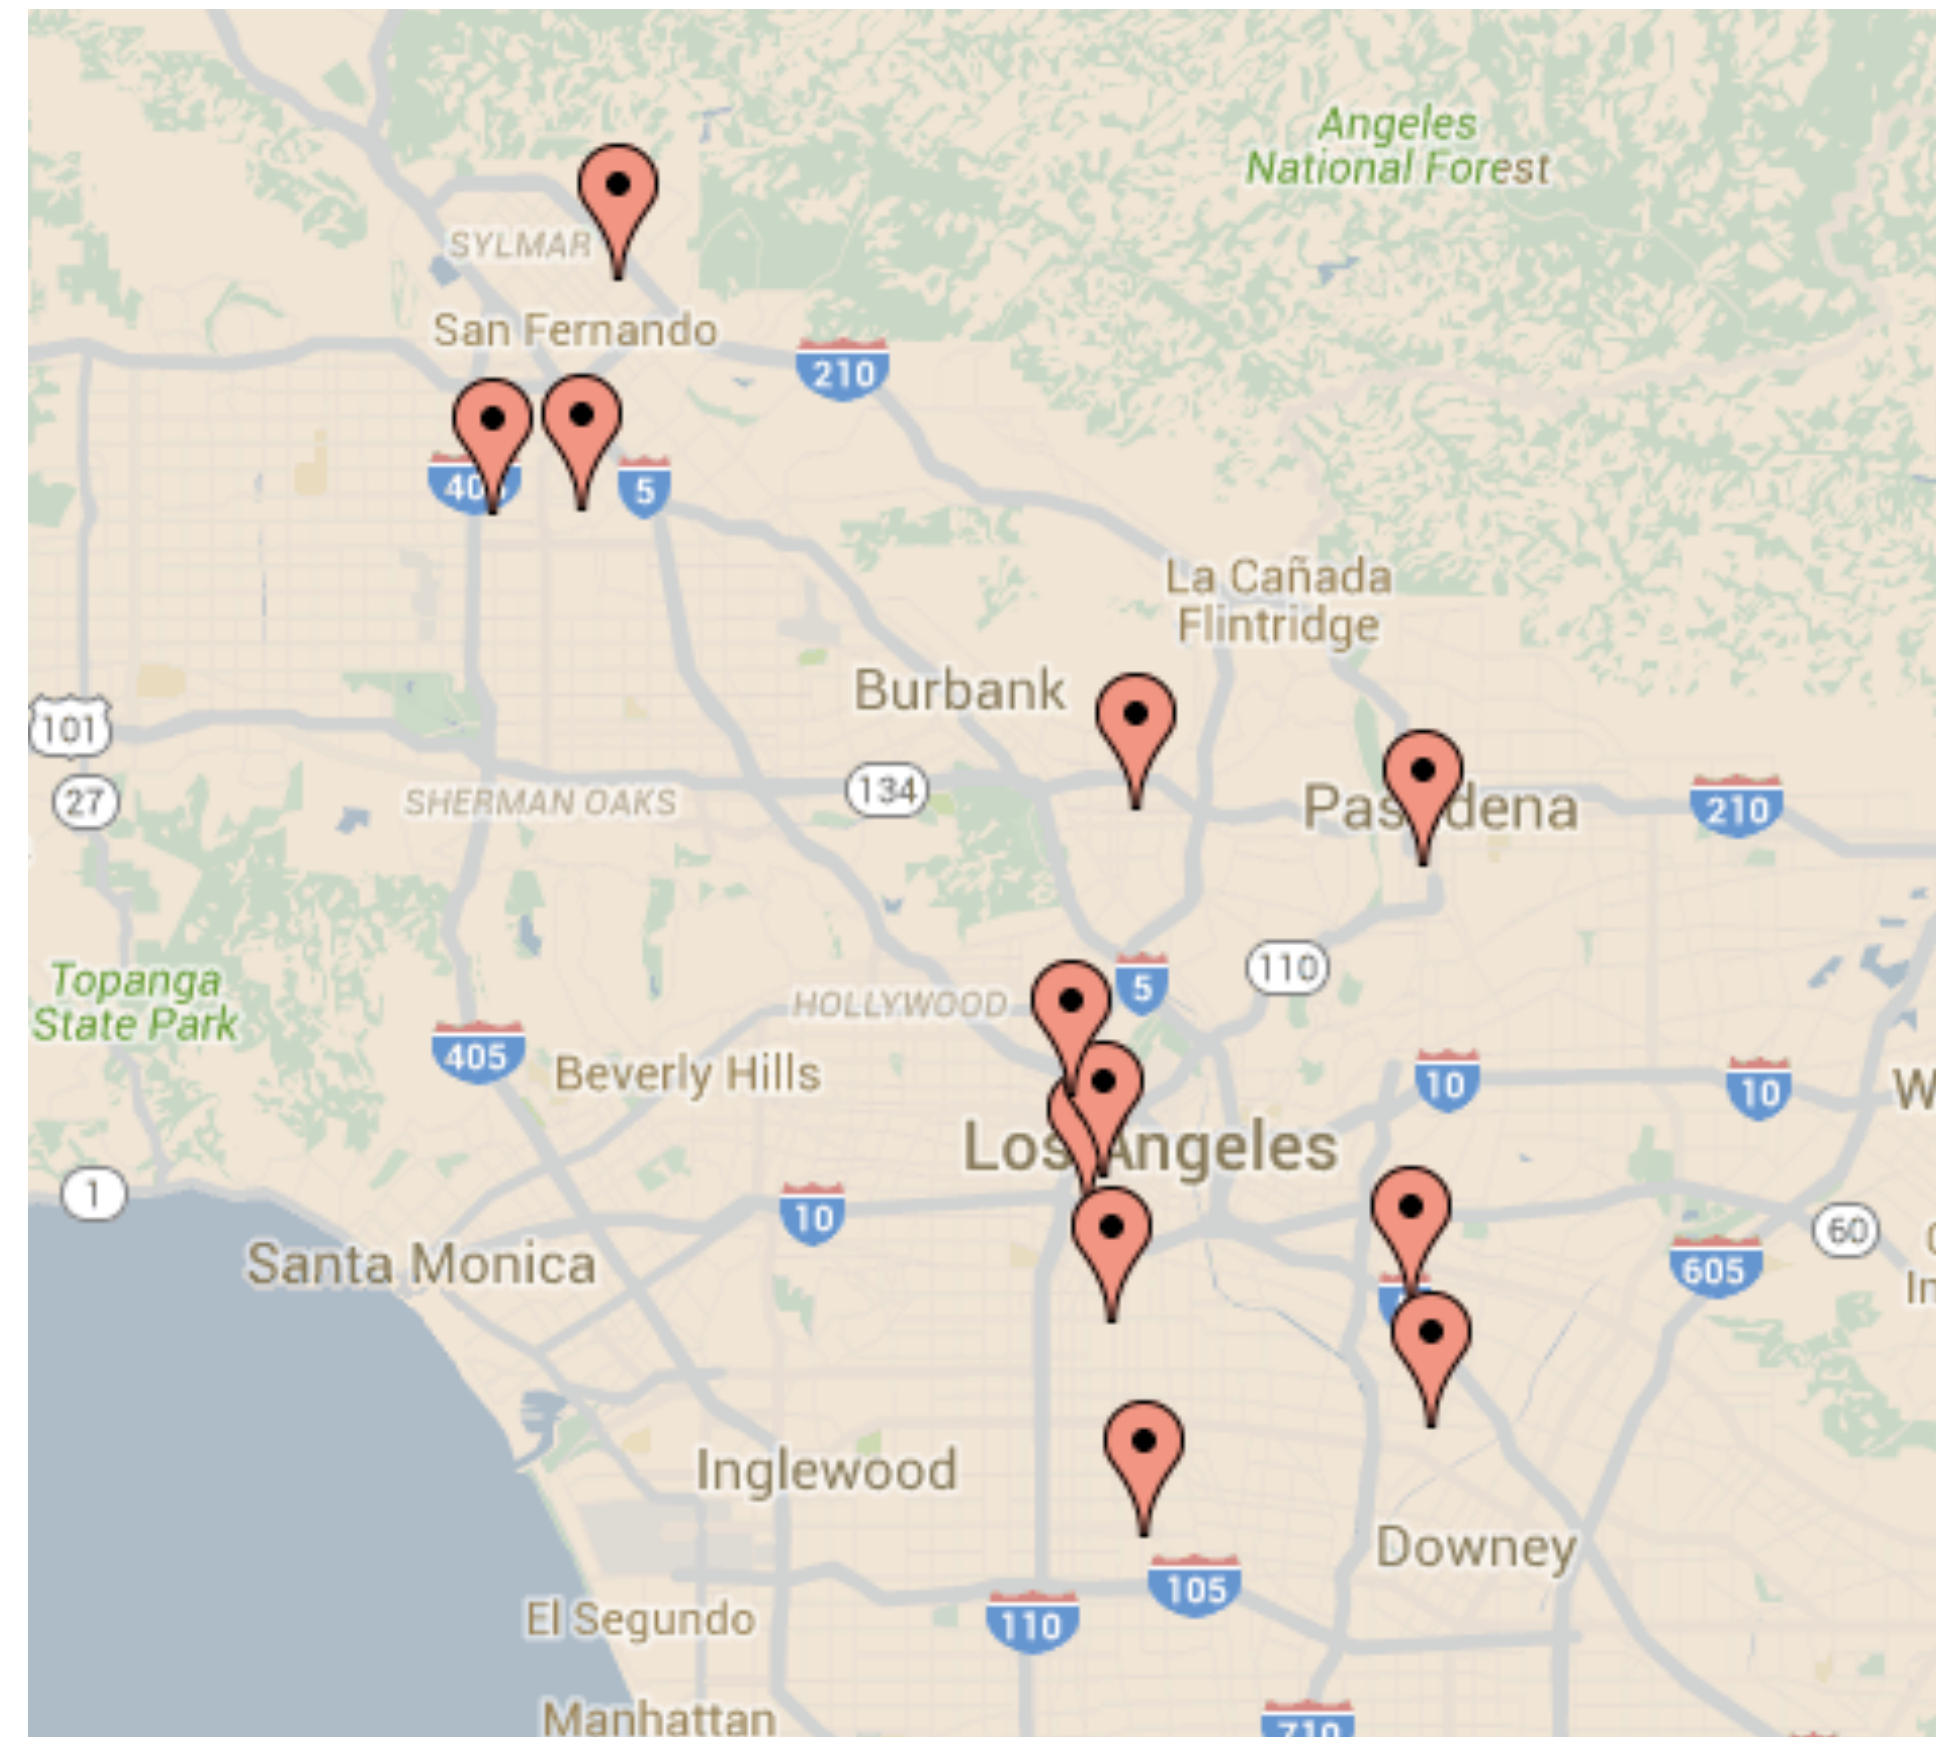 Angeles
National Forest
SYLMAR
San Fernando
210
5
La Cañada
Flintridge
Burbank
101
27
SHERMAN OAKS
134
Pasadena
210
110
5
HOLLYWOOD
Topanga
State Park
405
Beverly Hills
10
10
Los Angeles
1
10
60
605
Santa Monica
Inglewood
Downey
105
110
El Segundo
Manhattan
710